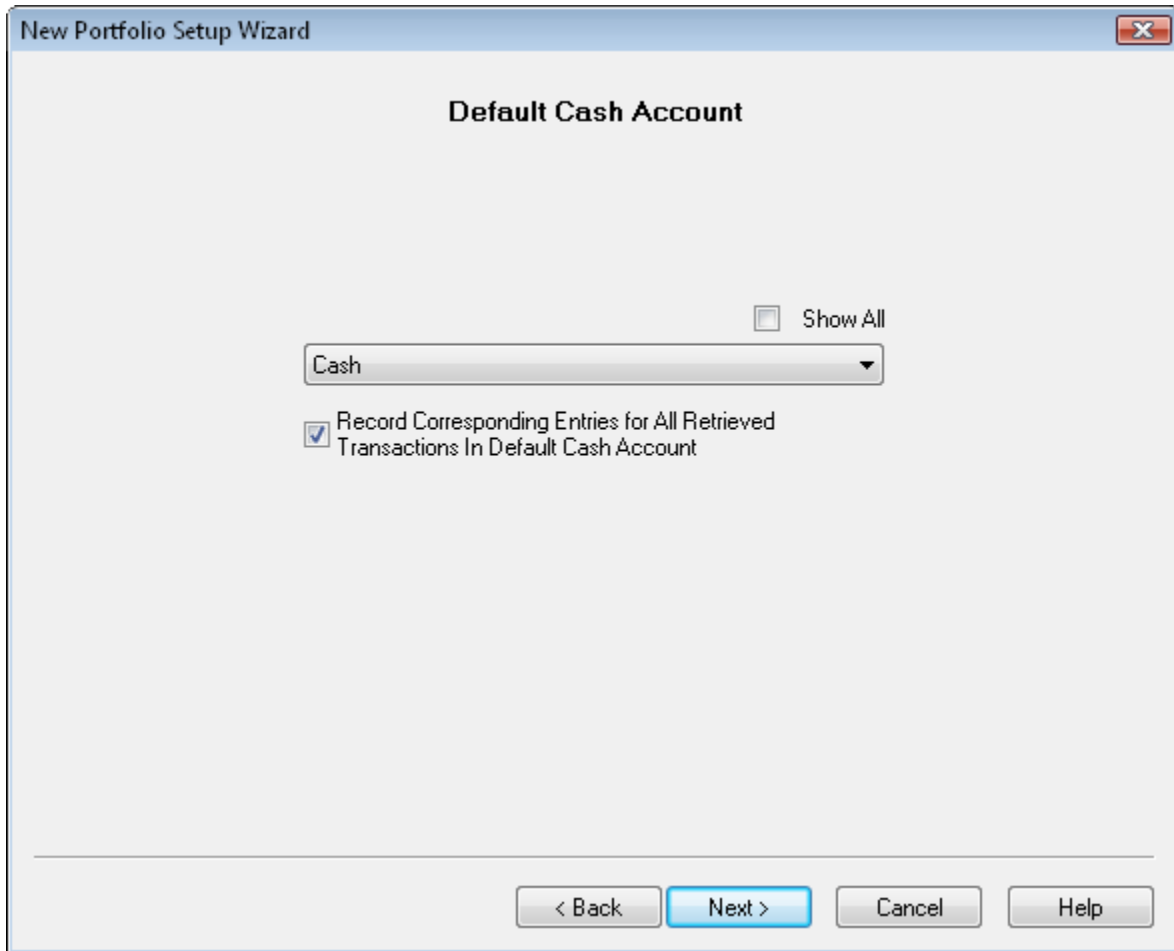 New Portfolio Setup Wizard
Default Cash Account
Show All
Cash
Record Corresponding Entries for All Retrieved
Transactions In Default Cash Account
< Back
Next >
Cancel
Help